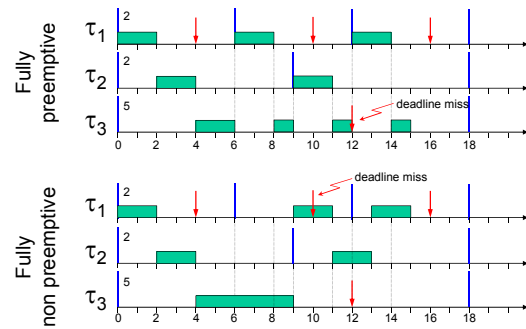 Fully preemptive
2
τ1
2
τ2
5
τ3
deadline miss
0 2 4 6 8 10 12 14 16 18
Fully non preemptive
deadline miss
2
τ1
2
τ2
5
τ3
0 2 4 6 8 10 12 14 16 18